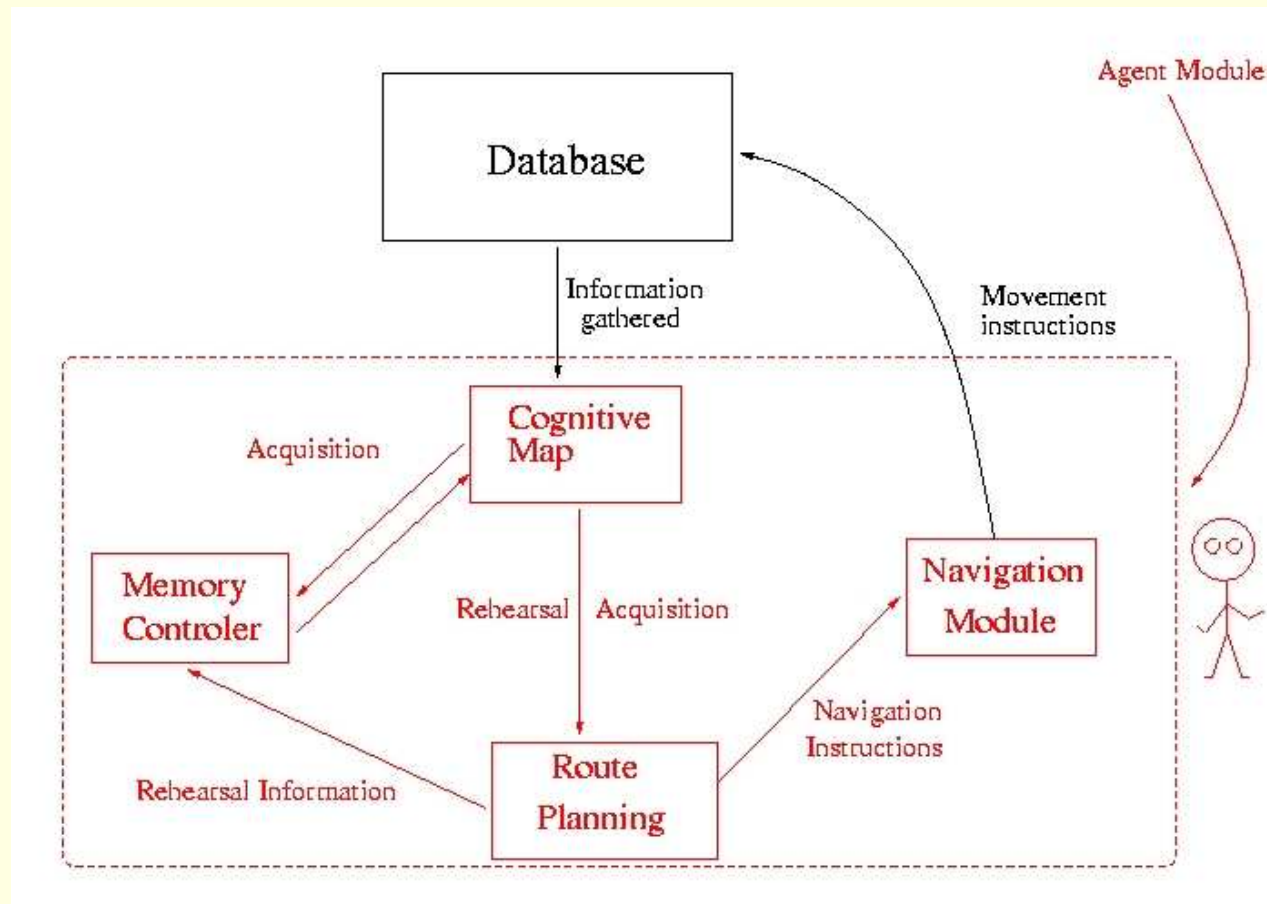 Agent Module
Database
Information
gathered
Movement
instructions
Cognitive
Map
Acquisition
Memory
Controler
Rehearsal
Acquisition
Navigation
Module
Navigation
Instructions
Route
Planning
Rehearsal Information